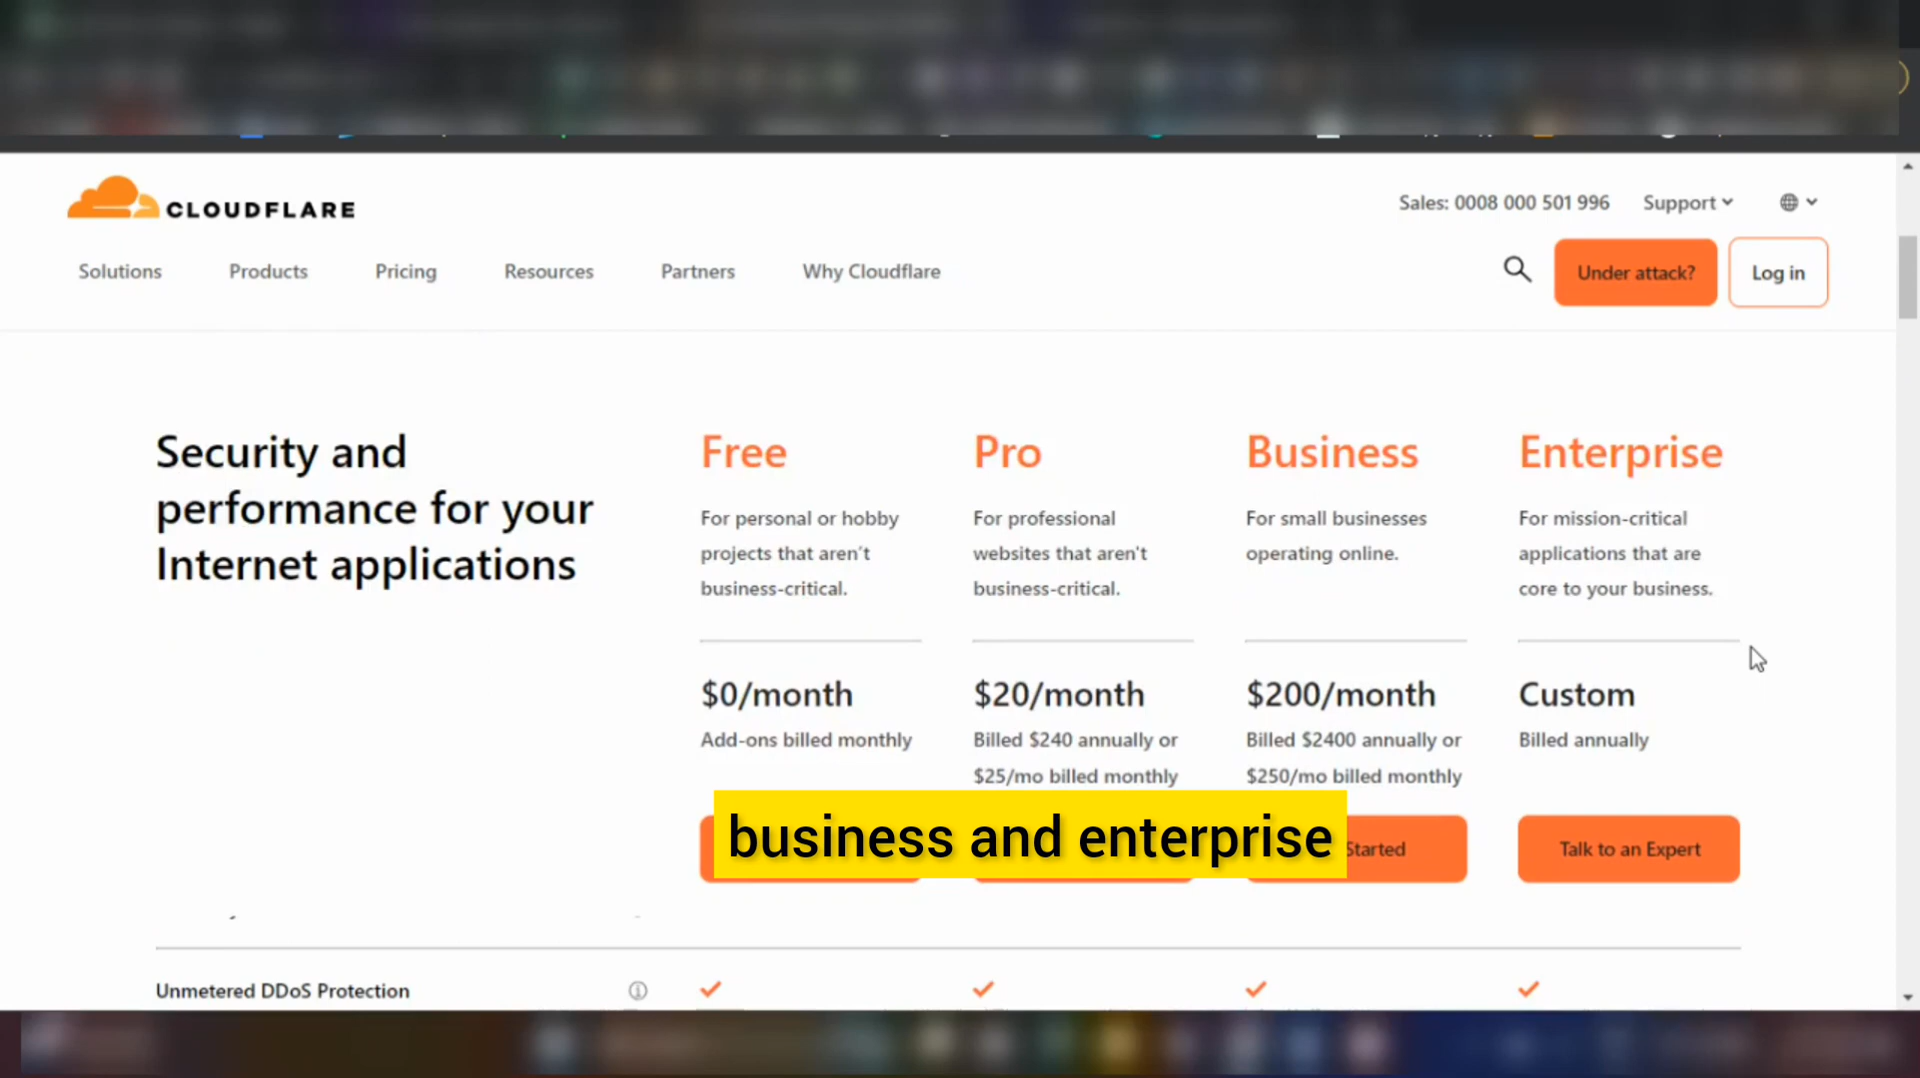 CLOUDFLARE
Sales: 0008 000 501 996
Support
Solutions
Products
Pricing
Resources
Partners
Why Cloudflare
Under attack?
Log in
Security and
performance for your
Internet applications
Free
For personal or hobby
projects that aren't
business-critical.
$0/month
Add-ons billed monthly
Pro
For professional
websites that aren't
business-critical.
$20/month
Billed $240 annually or
$25/mo billed monthly
Business
For small businesses
operating online.
$200/month
Billed $2400 annually or
$250/mo billed monthly
Started
Enterprise
For mission-critical
applications that are
core to your business.
Custom
Billed annually
Talk to an Expert
business and enterprise
Unmetered DDoS Protection